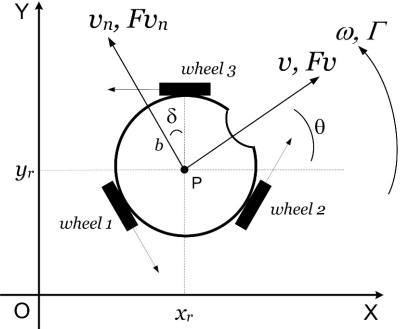 Y
vn, Fvn
ω, Γ
wheel 3
v, Fv
δ
θ
b
yr
P
wheel 1
wheel 2
O
xr
X